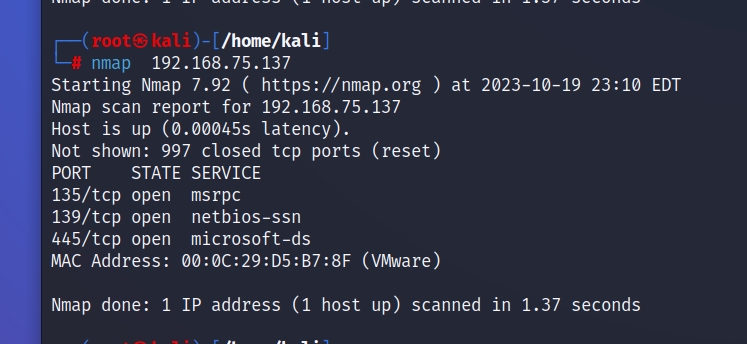 Nmap done: 1 IP address (1 host up) scanned in 1.37 seconds
┌──(root㉿kali)-[/home/kali]
└─# nmap  192.168.75.137
Starting Nmap 7.92 ( https://nmap.org ) at 2023-10-19 23:10 EDT
Nmap scan report for 192.168.75.137
Host is up (0.00045s latency).
Not shown: 997 closed tcp ports (reset)
PORT    STATE SERVICE
135/tcp open  msrpc
139/tcp open  netbios-ssn
445/tcp open  microsoft-ds
MAC Address: 00:0C:29:D5:B7:8F (VMware)
Nmap done: 1 IP address (1 host up) scanned in 1.37 seconds
┌──(root㉿kali)-[/home/kali]